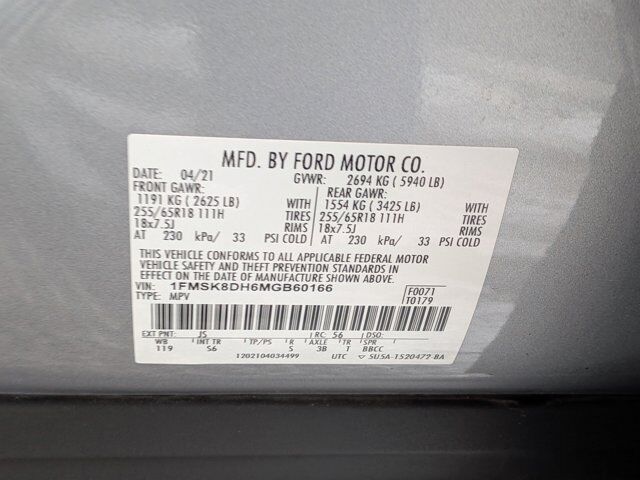 MFD. BY FORD MOTOR CO.
DATE: 04/21 GVWR: 2694 KG ( 5940 LB)
FRONT GAWR: REAR GAWR:
1191 KG ( 2625 LB) WITH 1554 KG ( 3425 LB) WITH
255/65R18 111H TIRES 255/65R18 111H TIRES
18x7.5J RIMS 18x7.5J RIMS
AT 230 kPa/ 33 PSI COLD AT 230 kPa/ 33 PSI COLD
THIS VEHICLE CONFORMS TO ALL APPLICABLE FEDERAL MOTOR
VEHICLE SAFETY AND THEFT PREVENTION STANDARDS IN
EFFECT ON THE DATE OF MANUFACTURE SHOWN ABOVE.
VIN: 1FMSK8DH6MGB60166 F0071
TYPE: MPV T0179
EXT PNT: JS RC: 56 DSO:
WB INT TR TP/PS R AXLE TR SPR
119 S6 5 3B T BBCC
1202104034499 UTC 5U5A-1520472-BA